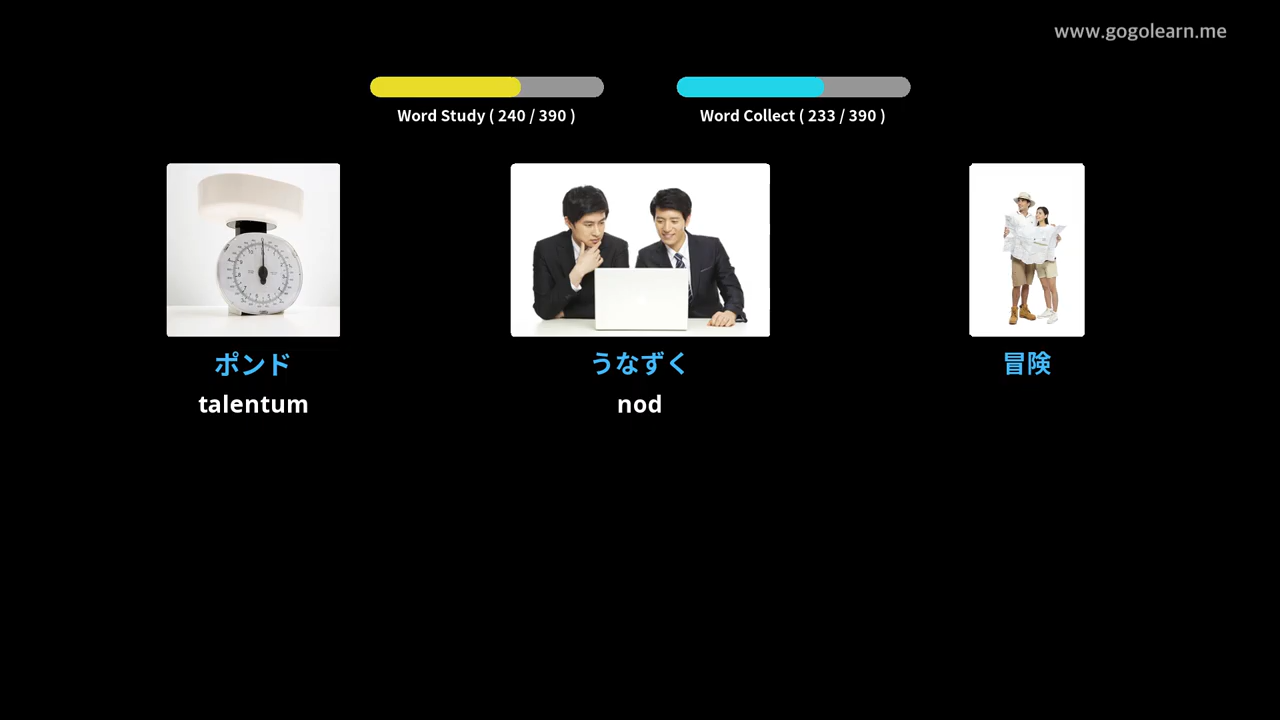 www.gogolearn.me
Word Study ( 240 / 390 )
Word Collect ( 233 / 390 )
ポンド
うなずく
冒険
talentum
nod